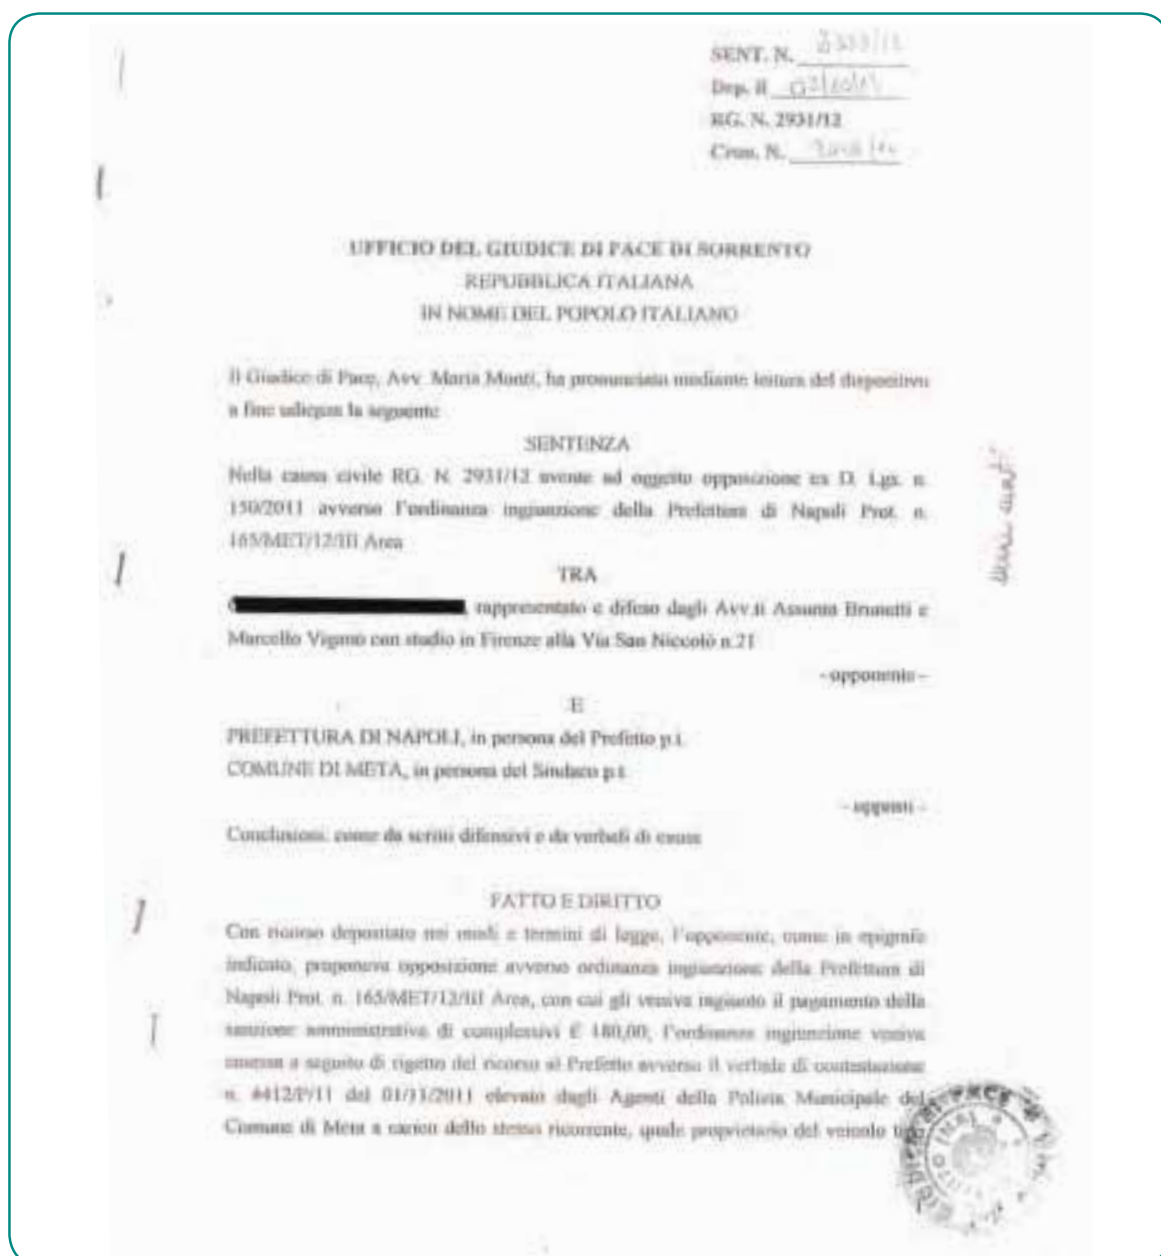 SENT. N.
Dep. il
RG. N. 2931/12
Cron. N.
UFFICIO DEL GIUDICE DI PACE DI SORRENTO
REPUBBLICA ITALIANA
IN NOME DEL POPOLO ITALIANO
Il Giudice di Pace, Avv. Maria Monti, ha pronunciato mediante lettura del dispositivo
a fine udienza la seguente
SENTENZA
Nella causa civile RG. N. 2931/12 avente ad oggetto opposizione ex D. Lgs. n.
150/2011 avverso l'ordinanza ingiunzione della Prefettura di Napoli Prot. n.
165/MET/12/III Area
TRA
, rappresentato e difeso dagli Avv.ti Assunta Brunetti e
Marcello Vigmo con studio in Firenze alla Via San Niccolò n.21
- opponente -
E
PREFETTURA DI NAPOLI, in persona del Prefetto p.t.
COMUNE DI META, in persona del Sindaco p.t.
- opposti -
Conclusioni: come da scritti difensivi e da verbali di causa
FATTO E DIRITTO
Con ricorso depositato nei modi e termini di legge, l'opponente, come in epigrafe
indicato, proponeva opposizione avverso ordinanza ingiunzione della Prefettura di
Napoli Prot. n. 165/MET/12/III Area, con cui gli veniva ingiunto il pagamento della
sanzione amministrativa di complessivi € 180,00; l'ordinanza ingiunzione veniva
emessa a seguito di rigetto del ricorso al Prefetto avverso il verbale di contestazione
n. 4412/P/11 del 01/11/2011 elevato dagli Agenti della Polizia Municipale del
Comune di Meta a carico dello stesso ricorrente, quale proprietario del veicolo